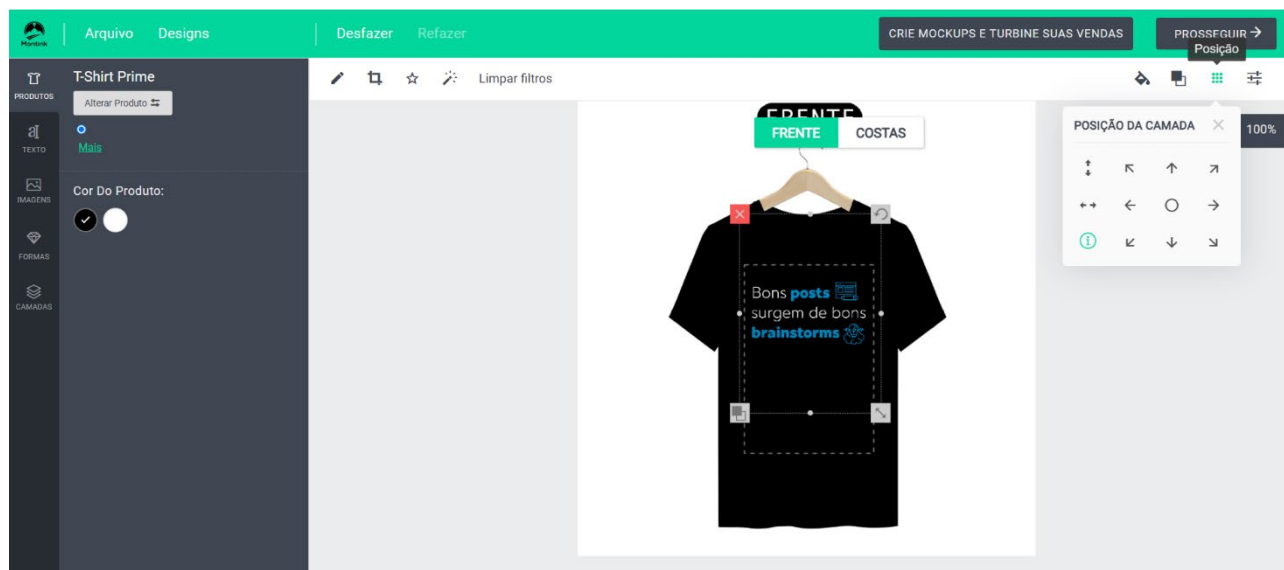 Montink
Arquivo Designs
Desfazer Refazer
CRIE MOCKUPS E TURBINE SUAS VENDAS
PROSSEGUIR →
Posição
PRODUTOS
TEXTO
IMAGENS
FORMAS
CAMADAS
T-Shirt Prime
Alterar Produto
Mais
Cor Do Produto:
Limpar filtros
FRENTE
FRENTE COSTAS
Bons posts
surgem de bons
brainstorms
POSIÇÃO DA CAMADA
100%